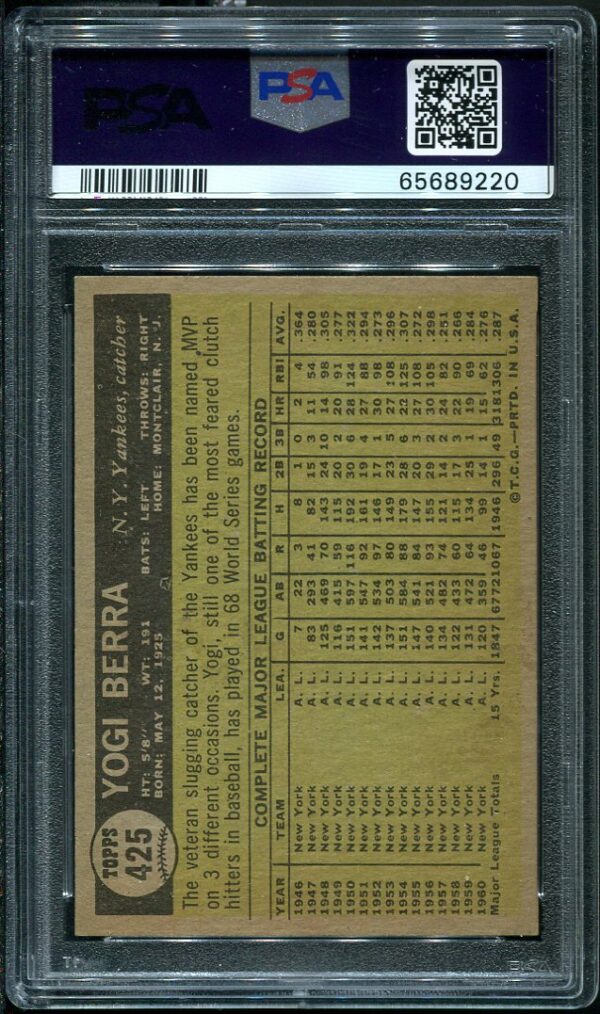 PSA
PSA
65689220
TOPPS
425
YOGI BERRA N.Y. Yankees, catcher
HT: 5'8" WT: 191 BATS: LEFT THROWS: RIGHT
BORN: MAY 12, 1925 HOME: MONTCLAIR, N. J.
The veteran slugging catcher of the Yankees has been named MVP
on 3 different occasions. Yogi, still one of the most feared clutch
hitters in baseball, has played in 68 World Series games.
COMPLETE MAJOR LEAGUE BATTING RECORD
YEAR TEAM LEA. G AB R H 2B 3B HR RBI AVG.
1946 New York A. L. 7 22 3 8 1 0 2 4 .364
1947 New York A. L. 83 293 41 82 15 3 11 54 .280
1948 New York A. L. 125 469 70 143 24 10 14 98 .305
1949 New York A. L. 116 415 59 115 20 2 20 91 .277
1950 New York A. L. 151 597 116 192 30 6 28 124 .322
1951 New York A. L. 141 547 92 161 19 4 27 88 .294
1952 New York A. L. 142 534 97 146 17 1 30 98 .273
1953 New York A. L. 137 503 80 149 23 5 27 108 .296
1954 New York A. L. 151 584 88 179 28 6 22 125 .307
1955 New York A. L. 147 541 84 147 20 3 27 108 .272
1956 New York A. L. 140 521 93 155 29 2 30 105 .298
1957 New York A. L. 134 482 74 121 14 2 24 82 .251
1958 New York A. L. 122 433 60 115 17 3 22 90 .266
1959 New York A. L. 131 472 64 134 25 1 19 69 .284
1960 New York A. L. 120 359 46 99 14 1 15 62 .276
Major League Totals 15 Yrs. 1847 6772 1067 1946 296 49 318 1306 .287
©T.C.G.—PRTD. IN U.S.A.